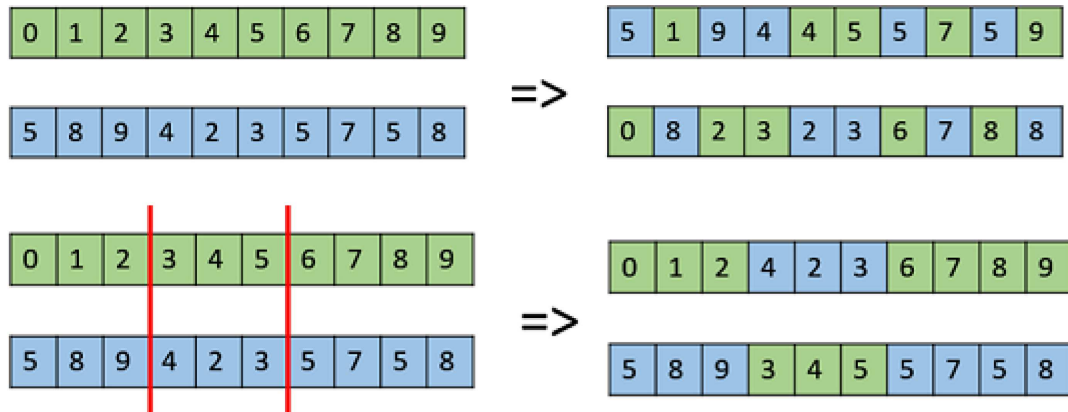 0 1 2 3 4 5 6 7 8 9
5 1 9 4 4 5 5 7 5 9
=>
5 8 9 4 2 3 5 7 5 8
0 8 2 3 2 3 6 7 8 8
0 1 2 3 4 5 6 7 8 9
0 1 2 4 2 3 6 7 8 9
=>
5 8 9 4 2 3 5 7 5 8
5 8 9 3 4 5 5 7 5 8